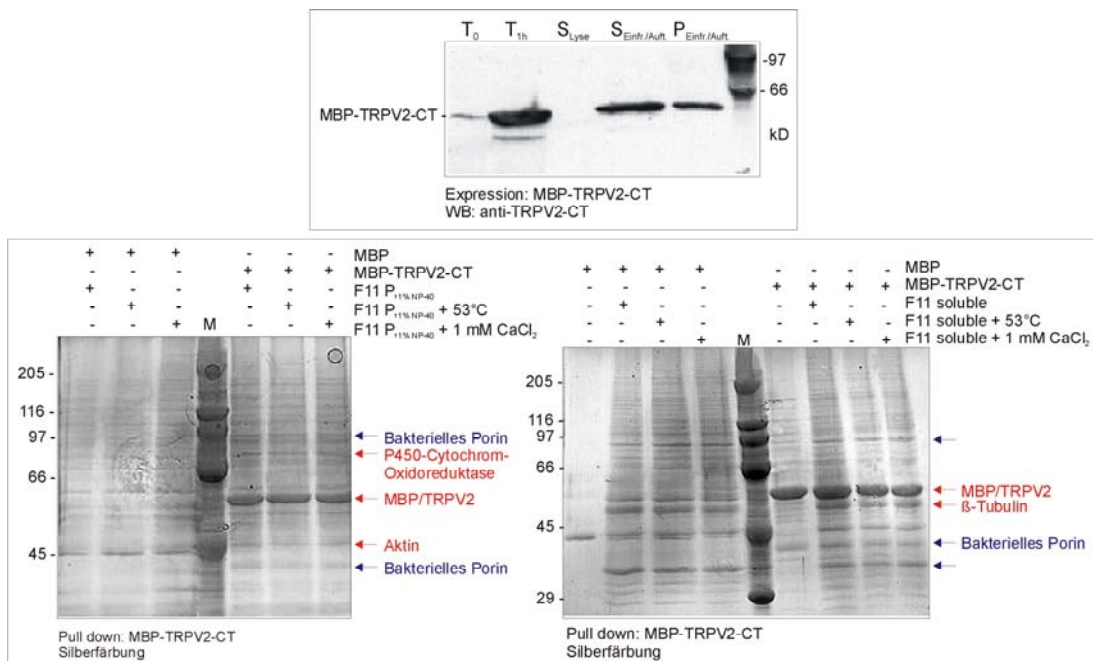 T0 T1h SLyse SEinfr./Auft. PEinfr./Auft.
-97
- 66
MBP-TRPV2-CT -
kD
Expression: MBP-TRPV2-CT
WB: anti-TRPV2-CT
+ + + - - - MBP
- - - + + + MBP-TRPV2-CT
+ - - + - - F11 P±1% NP-40
- + - - + - F11 P±1% NP-40 + 53°C
- - + M - - + F11 P±1% NP-40 + 1 mM CaCl2
205 -
116 -
97 -
66 -
45 -
Bakterielles Porin
P450-Cytochrom-
Oxidoreduktase
MBP/TRPV2
Aktin
Bakterielles Porin
Pull down: MBP-TRPV2-CT
Silberfärbung
+ + + + - - - - MBP
- - - - + + + + MBP-TRPV2-CT
- + - - - + - - F11 soluble
- - + - - - + - F11 soluble + 53°C
- - - + M - - - + F11 soluble + 1 mM CaCl2
205 -
116 -
97 -
66 -
45 -
29 -
MBP/TRPV2
ß-Tubulin
Bakterielles Porin
Pull down: MBP-TRPV2-CT
Silberfärbung